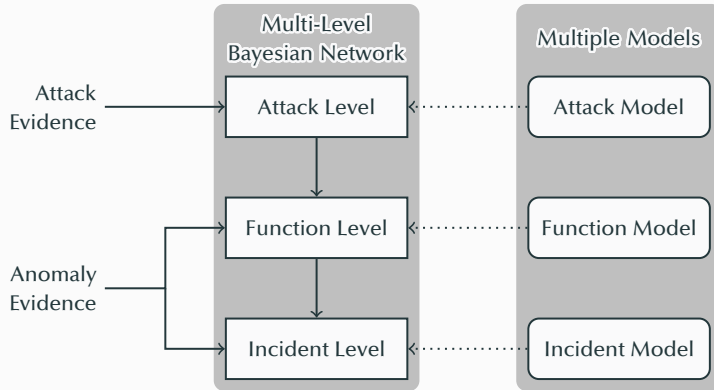 Multi-Level
Bayesian Network
Multiple Models
Attack
Evidence
Attack Level
Attack Model
Function Level
Function Model
Anomaly
Evidence
Incident Level
Incident Model